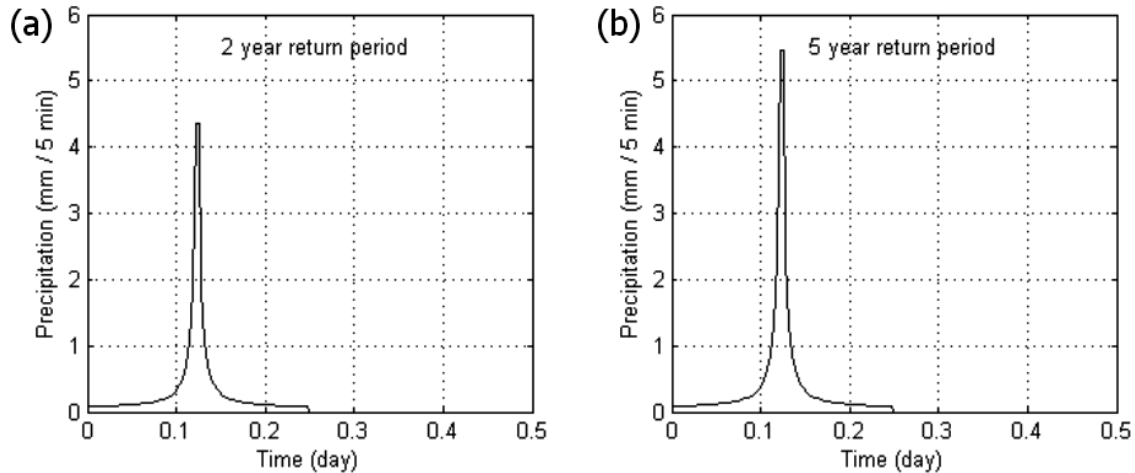 (a)
2 year return period
Precipitation (mm / 5 min)
6
5
4
3
2
1
0
0 0.1 0.2 0.3 0.4 0.5
Time (day)
(b)
5 year return period
Precipitation (mm / 5 min)
6
5
4
3
2
1
0
0 0.1 0.2 0.3 0.4 0.5
Time (day)